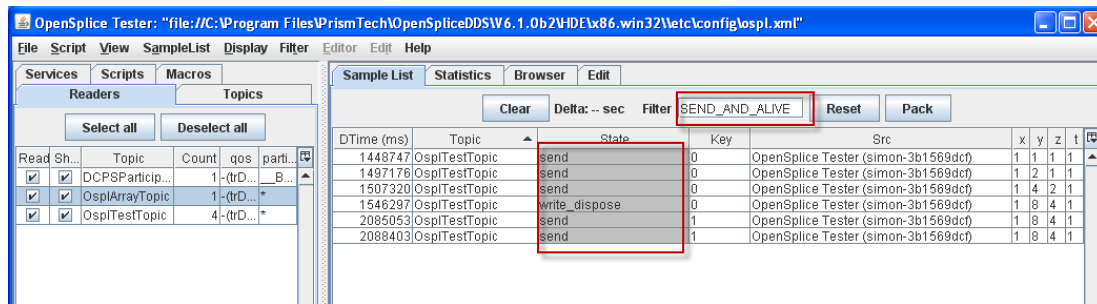 OpenSplice Tester: "file://C:\Program Files\PrismTech\OpenSpliceDDS\V6.1.0b2\HDE\x86.win32\\etc\config\ospl.xml"
File Script View SampleList Display Filter Editor Edit Help
Services Scripts Macros
Readers Topics
Select all Deselect all
Read Sh... Topic Count qos parti...
DCPSParticip... 1 -(trD... __B...
OsplArrayTopic 1 -(trD... *
OsplTestTopic 4 -(trD... *
Sample List Statistics Browser Edit
Clear Delta: -- sec Filter SEND_AND_ALIVE Reset Pack
DTime (ms) Topic State Key Src x y z t
1448747 OsplTestTopic send 0 OpenSplice Tester (simon-3b1569dcf) 1 1 1 1
1497176 OsplTestTopic send 0 OpenSplice Tester (simon-3b1569dcf) 1 2 1 1
1507320 OsplTestTopic send 0 OpenSplice Tester (simon-3b1569dcf) 1 4 2 1
1546297 OsplTestTopic write_dispose 0 OpenSplice Tester (simon-3b1569dcf) 1 8 4 1
2085053 OsplTestTopic send 1 OpenSplice Tester (simon-3b1569dcf) 1 8 4 1
2088403 OsplTestTopic send 1 OpenSplice Tester (simon-3b1569dcf) 1 8 4 1